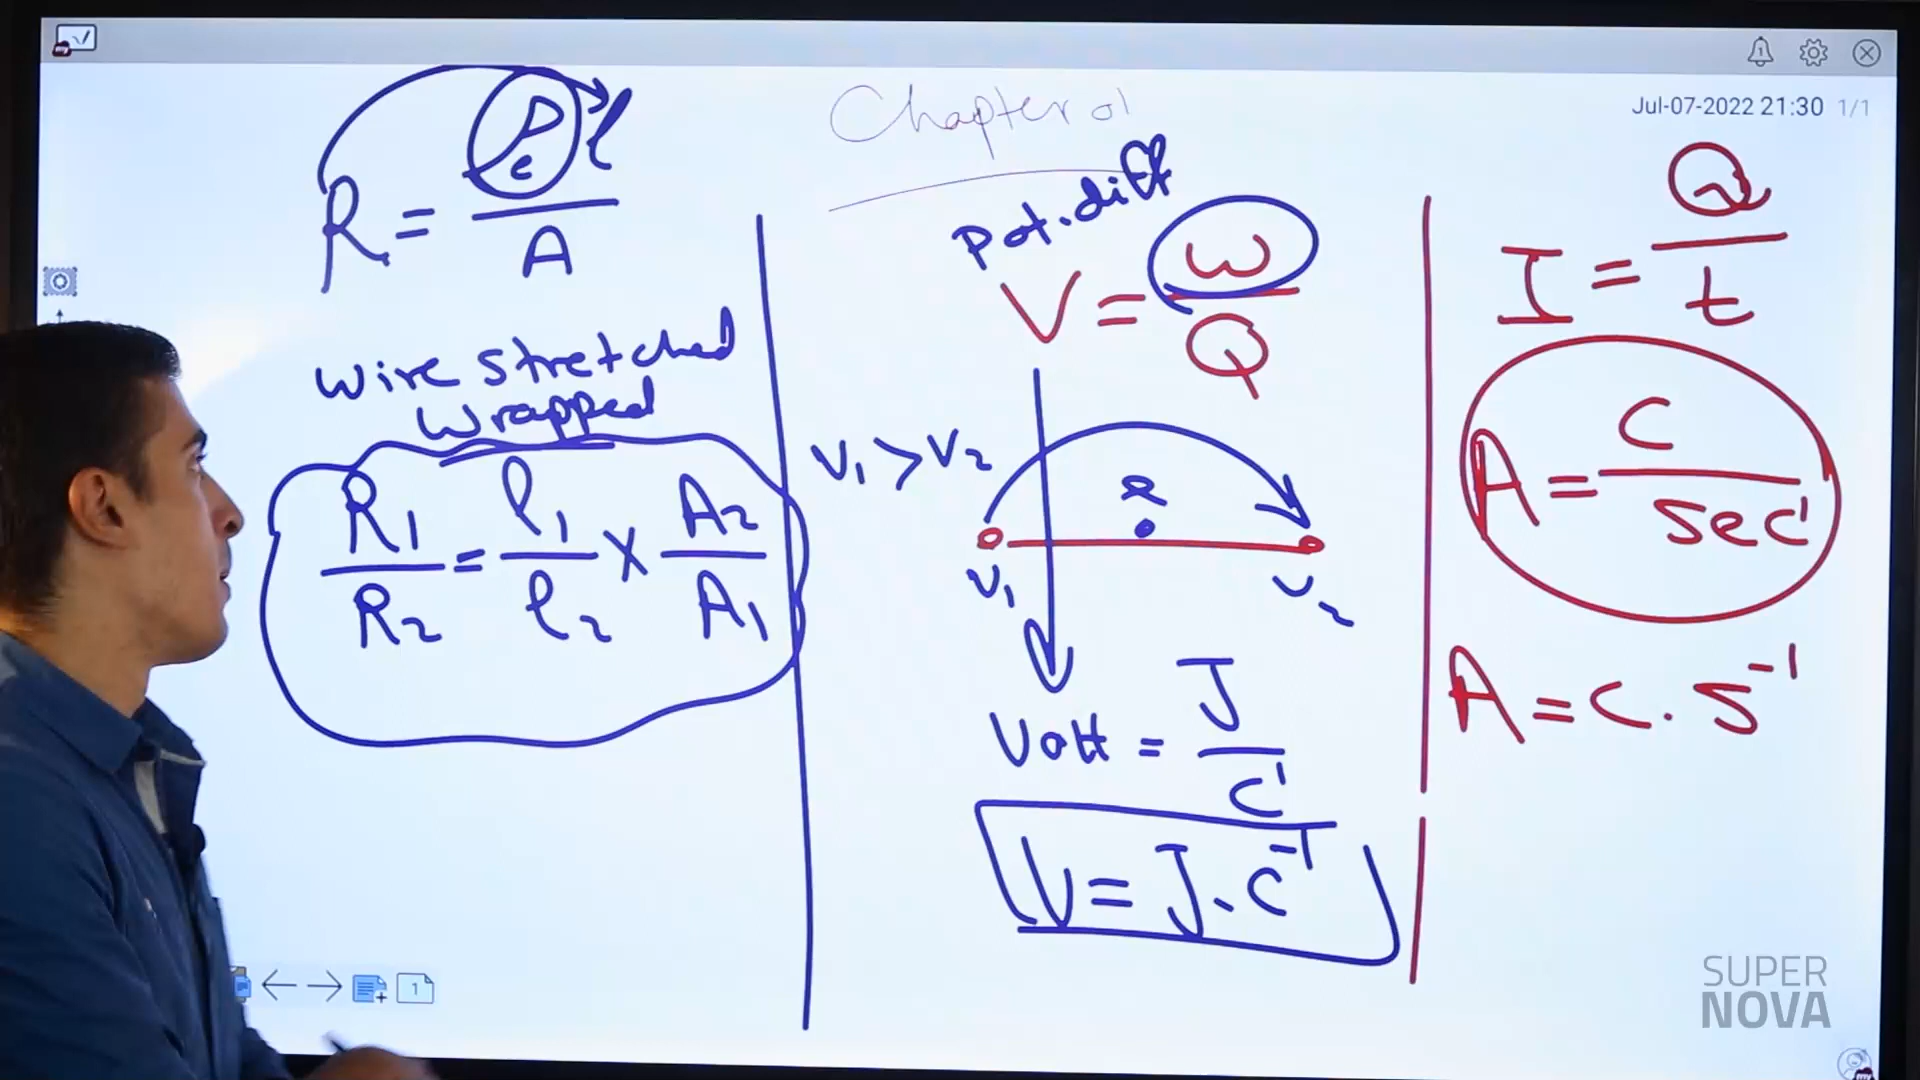 Jul-07-2022 21:30 1/1
Chapter 01
R = ρe l / A
wire stretched
wrapped
R1 / R2 = l1 / l2 X A2 / A1
Pot. diff
V = W / Q
V1 > V2
e
V1
V2
Volt = J / C
V = J . C⁻¹
I = Q / t
A = C / sec
A = C . S⁻¹
1
SUPER
NOVA